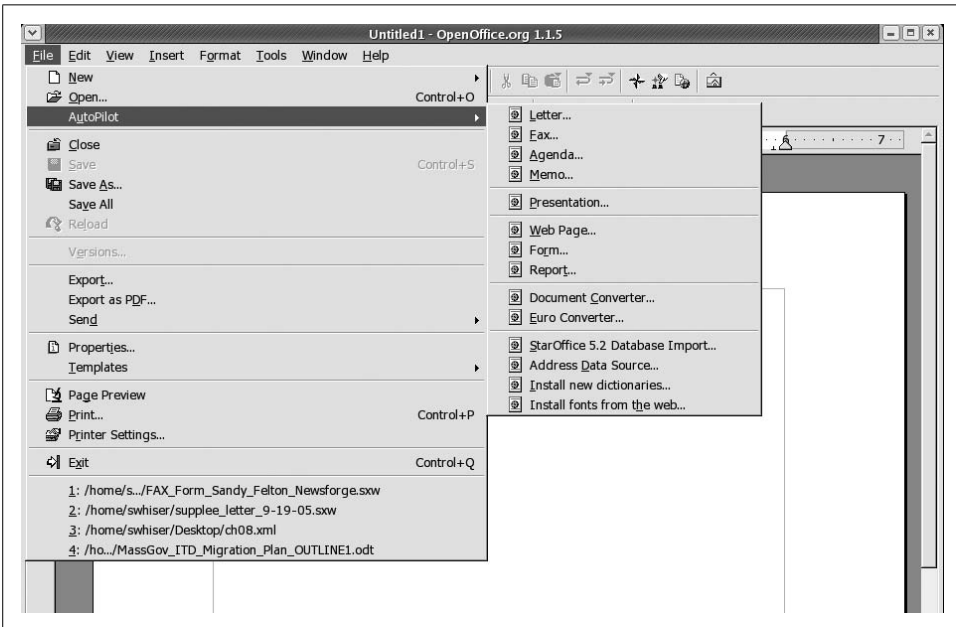 Untitled1 - OpenOffice.org 1.1.5
File Edit View Insert Format Tools Window Help
New
Open... Control+O
AutoPilot
Close
Save Control+S
Save As...
Save All
Reload
Versions...
Export...
Export as PDF...
Send
Properties...
Templates
Page Preview
Print... Control+P
Printer Settings...
Exit Control+Q
1: /home/s.../FAX_Form_Sandy_Felton_Newsforge.sxw
2: /home/swhiser/supplee_letter_9-19-05.sxw
3: /home/swhiser/Desktop/ch08.xml
4: /ho.../MassGov_ITD_Migration_Plan_OUTLINE1.odt
Letter...
Fax...
Agenda...
Memo...
Presentation...
Web Page...
Form...
Report...
Document Converter...
Euro Converter...
StarOffice 5.2 Database Import...
Address Data Source...
Install new dictionaries...
Install fonts from the web...
6 7